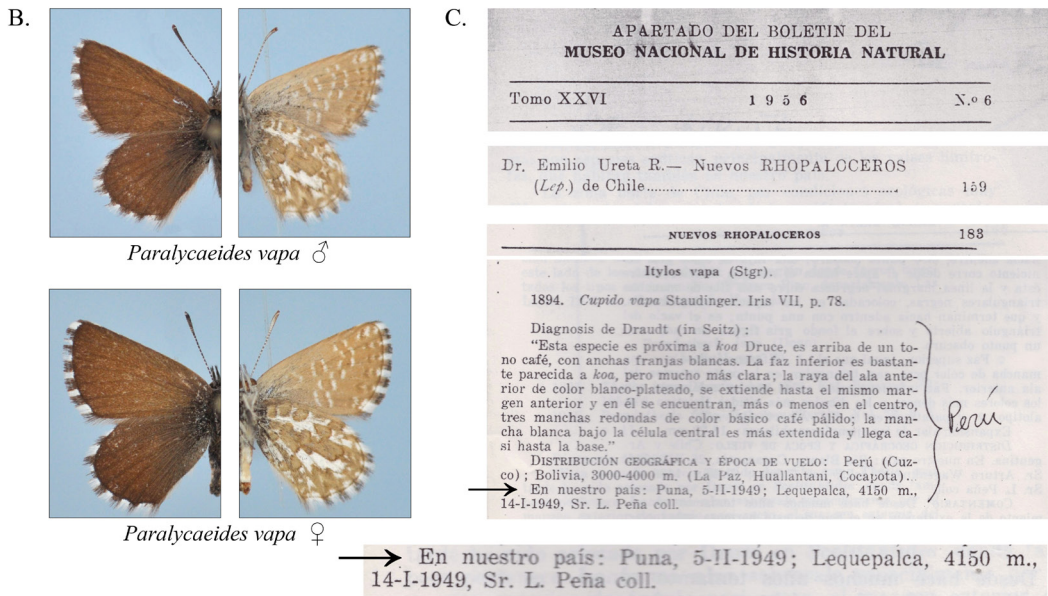 B.
Paralycaeides vapa ♂
Paralycaeides vapa ♀
C.
APARTADO DEL BOLETIN DEL
MUSEO NACIONAL DE HISTORIA NATURAL
Tomo XXVI 1956 N.o 6
Dr. Emilio Ureta R.— Nuevos RHOPALOCEROS
(Lep.) de Chile................................................................ 159
NUEVOS RHOPALOCEROS 183
Itylos vapa (Stgr).
1894. Cupido vapa Staudinger. Iris VII, p. 78.
Diagnosis de Draudt (in Seitz) :
"Esta especie es próxima a koa Druce, es arriba de un to-
no café, con anchas franjas blancas. La faz inferior es bastan-
te parecida a koa, pero mucho más clara; la raya del ala ante-
rior de color blanco-plateado, se extiende hasta el mismo mar-
gen anterior y en él se encuentran, más o menos en el centro,
tres manchas redondas de color básico café pálido; la man-
cha blanca bajo la célula central es más extendida y llega ca-
si hasta la base."
DISTRIBUCIÓN GEOGRÁFICA Y ÉPOCA DE VUELO: Perú (Cuz-
co); Bolivia, 3000-4000 m. (La Paz, Huallantani, Cocapota).
En nuestro país: Puna, 5-II-1949; Lequepalca, 4150 m.,
14-I-1949, Sr. L. Peña coll.
Perú
En nuestro país: Puna, 5-II-1949; Lequepalca, 4150 m.,
14-I-1949, Sr. L. Peña coll.